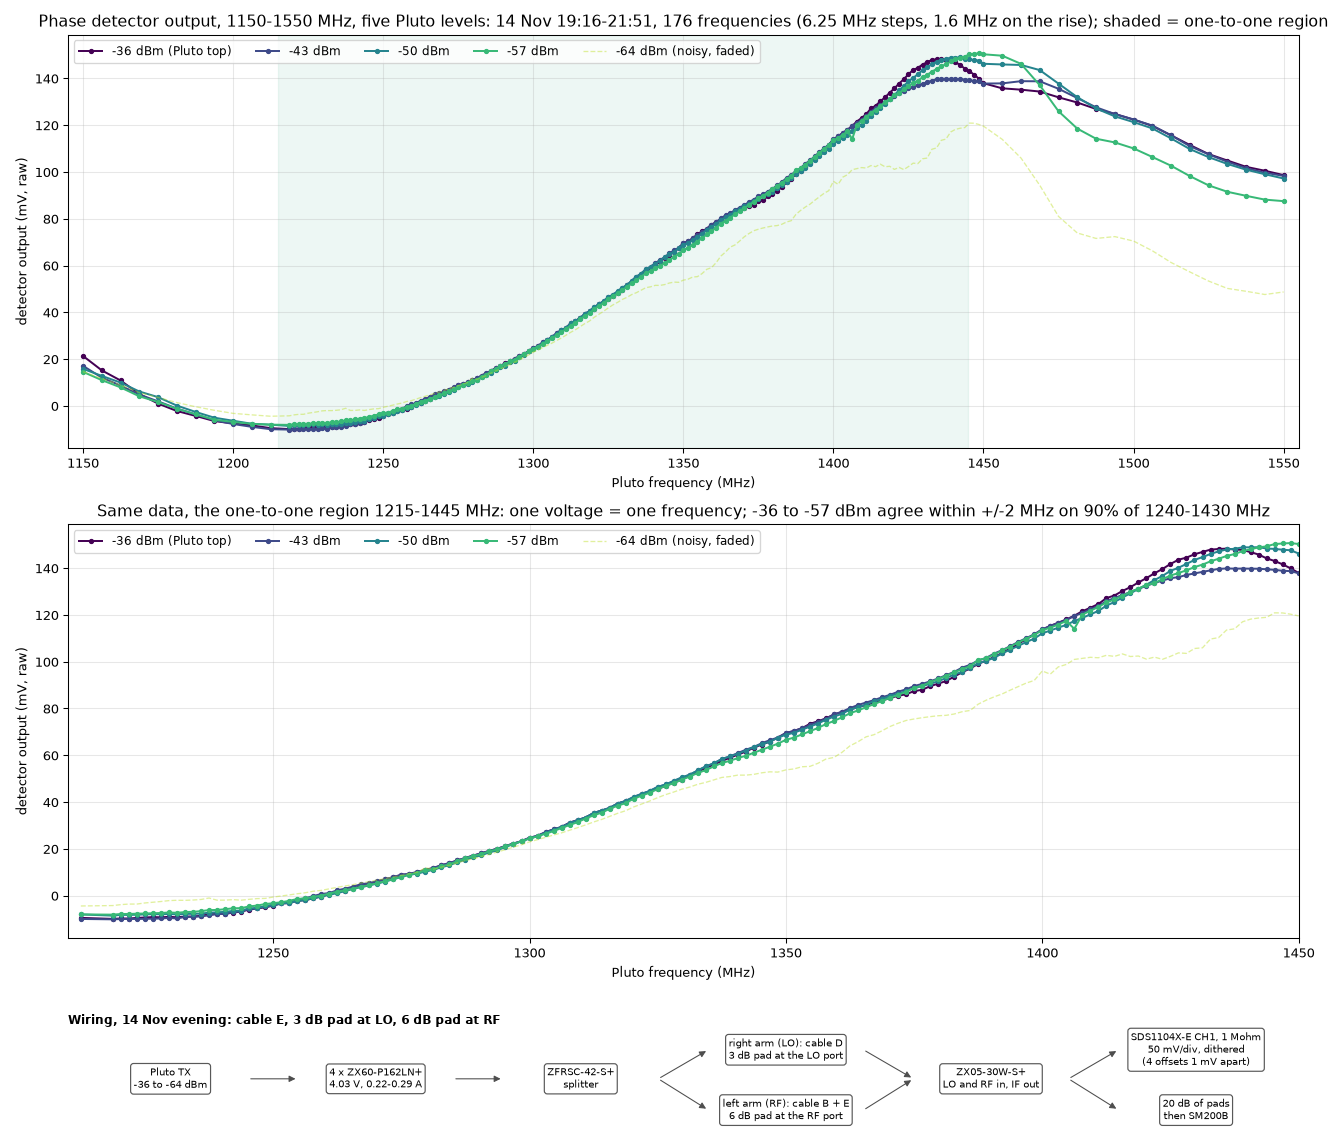 Phase detector output, 1150-1550 MHz, five Pluto levels: 14 Nov 19:16-21:51, 176 frequencies (6.25 MHz steps, 1.6 MHz on the rise); shaded = one-to-one region
-36 dBm (Pluto top)
-43 dBm
-50 dBm
-57 dBm
-64 dBm (noisy, faded)
detector output (mV, raw)
140
120
100
80
60
40
20
0
1150
1200
1250
1300
1350
1400
1450
1500
1550
Pluto frequency (MHz)
Same data, the one-to-one region 1215-1445 MHz: one voltage = one frequency; -36 to -57 dBm agree within +/-2 MHz on 90% of 1240-1430 MHz
-36 dBm (Pluto top)
-43 dBm
-50 dBm
-57 dBm
-64 dBm (noisy, faded)
detector output (mV, raw)
140
120
100
80
60
40
20
0
1250
1300
1350
1400
1450
Pluto frequency (MHz)
Wiring, 14 Nov evening: cable E, 3 dB pad at LO, 6 dB pad at RF
Pluto TX
-36 to -64 dBm
4 x ZX60-P162LN+
4.03 V, 0.22-0.29 A
ZFRSC-42-S+
splitter
right arm (LO): cable D
3 dB pad at the LO port
left arm (RF): cable B + E
6 dB pad at the RF port
ZX05-30W-S+
LO and RF in, IF out
SDS1104X-E CH1, 1 Mohm
50 mV/div, dithered
(4 offsets 1 mV apart)
20 dB of pads
then SM200B